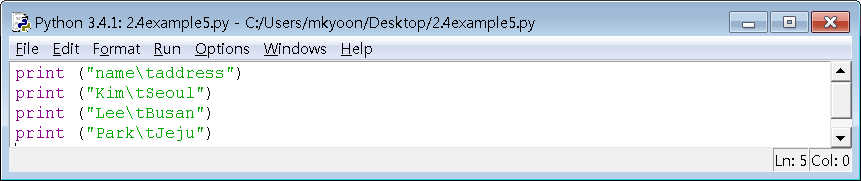 Python 3.4.1: 2.4example5.py - C:/Users/mkyoon/Desktop/2.4example5.py
File Edit Format Run Options Windows Help
print ("name\taddress")
print ("Kim\tSeoul")
print ("Lee\tBusan")
print ("Park\tJeju")
Ln: 5 Col: 0